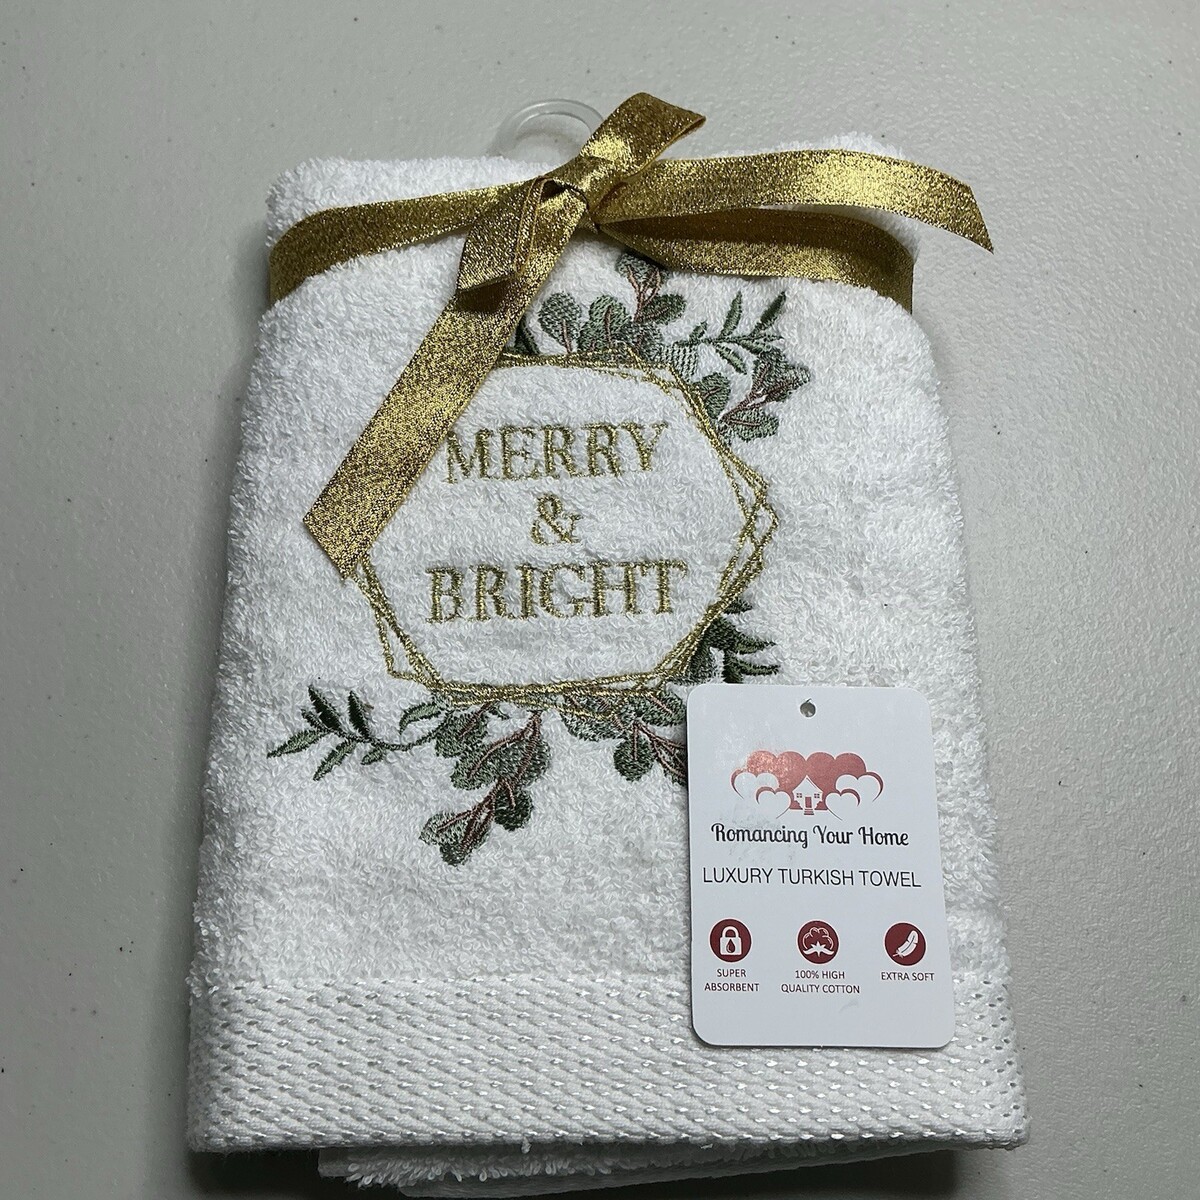 MERRY
&
BRIGHT
Romancing Your Home
LUXURY TURKISH TOWEL
SUPER
ABSORBENT
100% HIGH
QUALITY COTTON
EXTRA SOFT